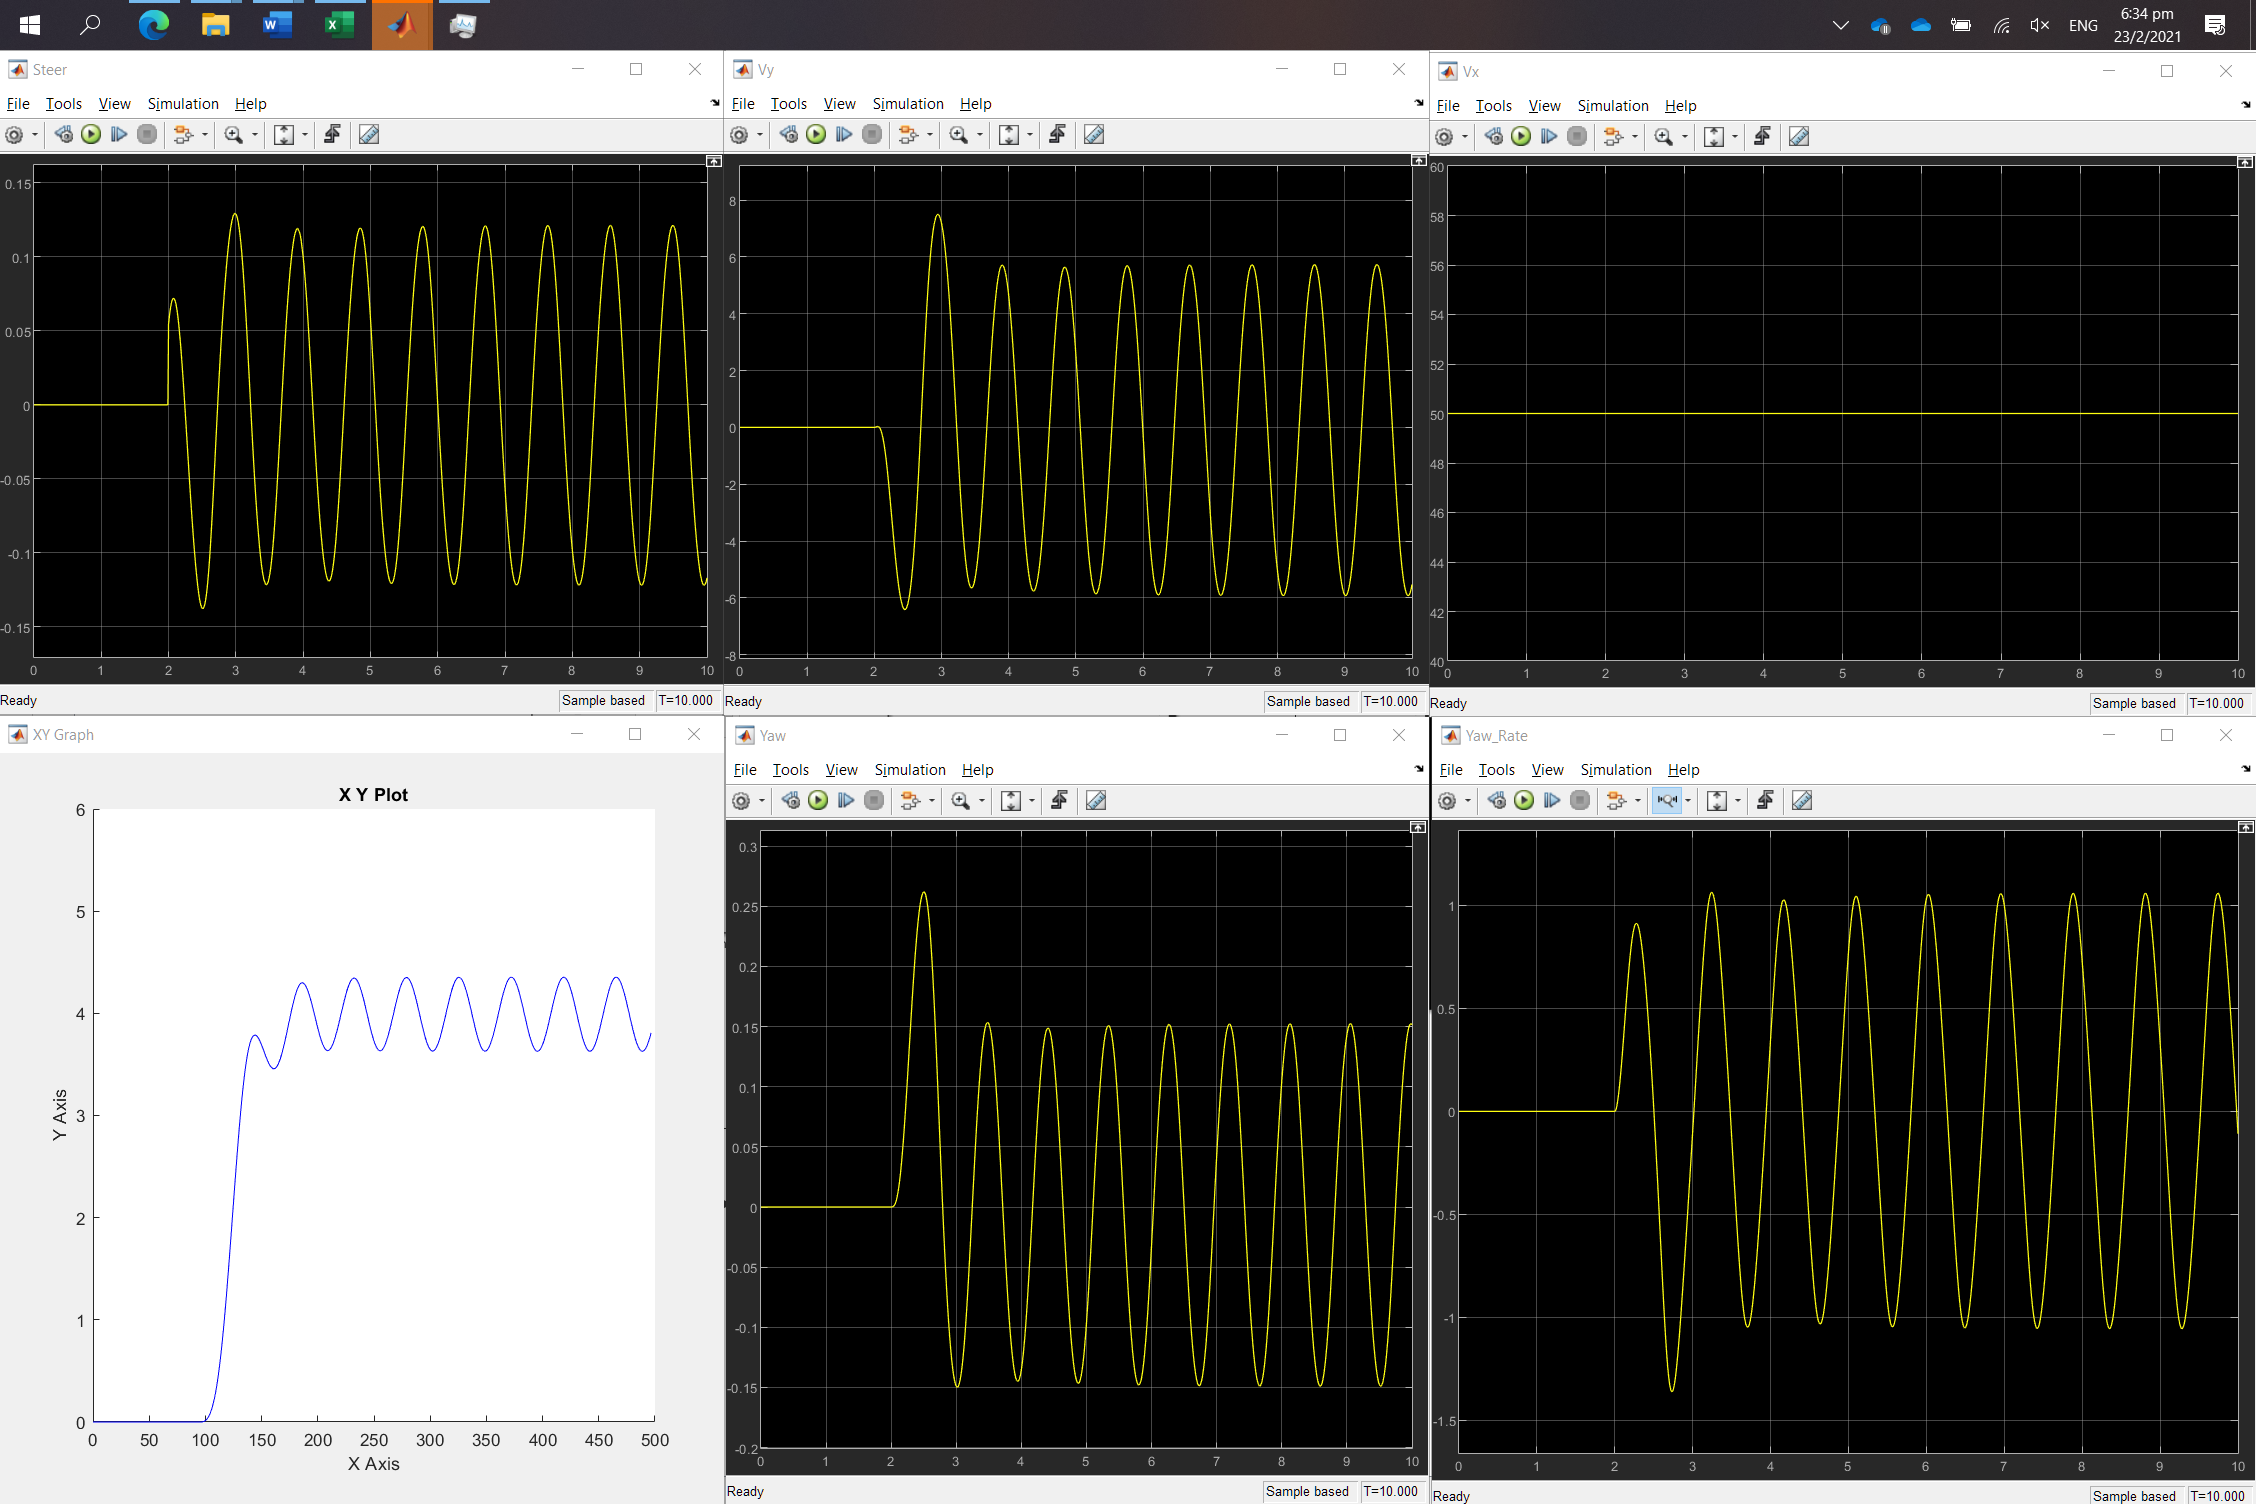 6:34 pm
ENG
23/2/2021
Steer
File Tools View Simulation Help
0.15
0.1
0.05
0
-0.05
-0.1
-0.15
0 1 2 3 4 5 6 7 8 9 10
Ready Sample based T=10.000
Vy
File Tools View Simulation Help
8
6
4
2
0
-2
-4
-6
-8
0 1 2 3 4 5 6 7 8 9 10
Ready Sample based T=10.000
Vx
File Tools View Simulation Help
60
58
56
54
52
50
48
46
44
42
40
0 1 2 3 4 5 6 7 8 9 10
Ready Sample based T=10.000
XY Graph
X Y Plot
6
5
4
3
2
1
0
Y Axis
0 50 100 150 200 250 300 350 400 450 500
X Axis
Yaw
File Tools View Simulation Help
0.3
0.25
0.2
0.15
0.1
0.05
0
-0.05
-0.1
-0.15
-0.2
0 1 2 3 4 5 6 7 8 9 10
Ready Sample based T=10.000
Yaw_Rate
File Tools View Simulation Help
1
0.5
0
-0.5
-1
-1.5
0 1 2 3 4 5 6 7 8 9 10
Ready Sample based T=10.000